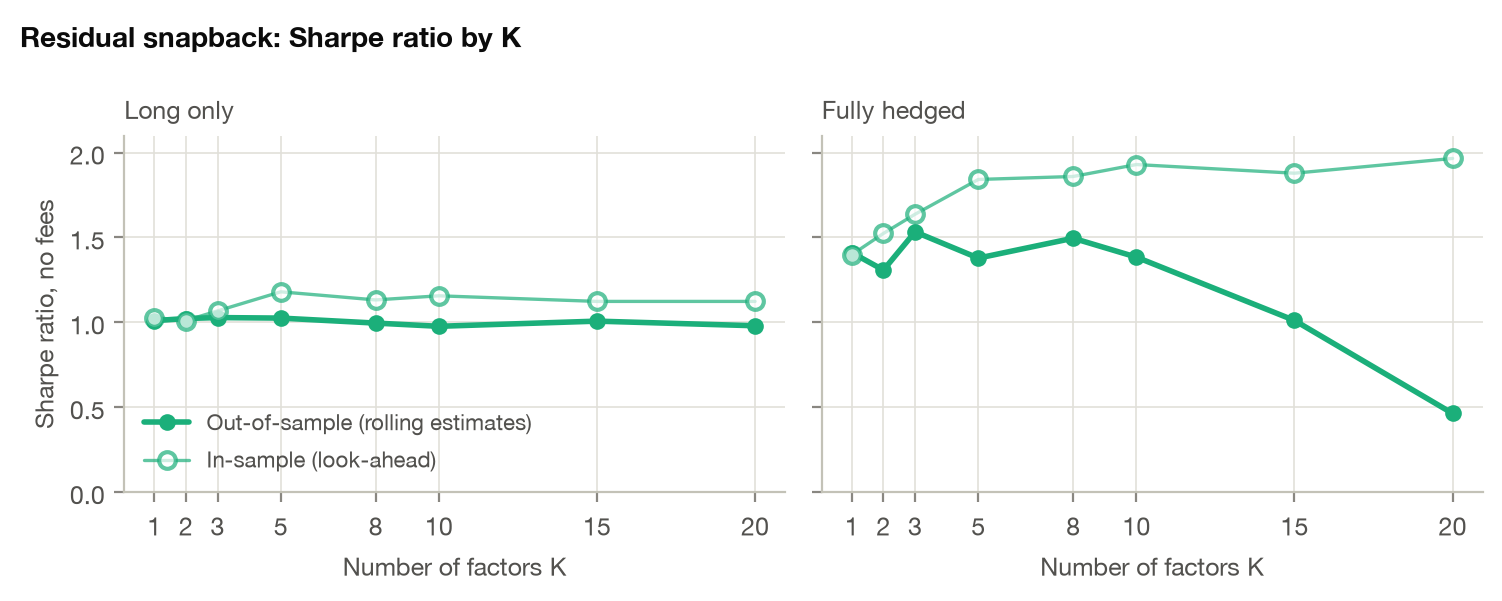 Residual snapback: Sharpe ratio by K
Long only
Sharpe ratio, no fees
2.0
1.5
1.0
0.5
0.0
Out-of-sample (rolling estimates)
In-sample (look-ahead)
1 2 3 5 8 10 15 20
Number of factors K
Fully hedged
1 2 3 5 8 10 15 20
Number of factors K